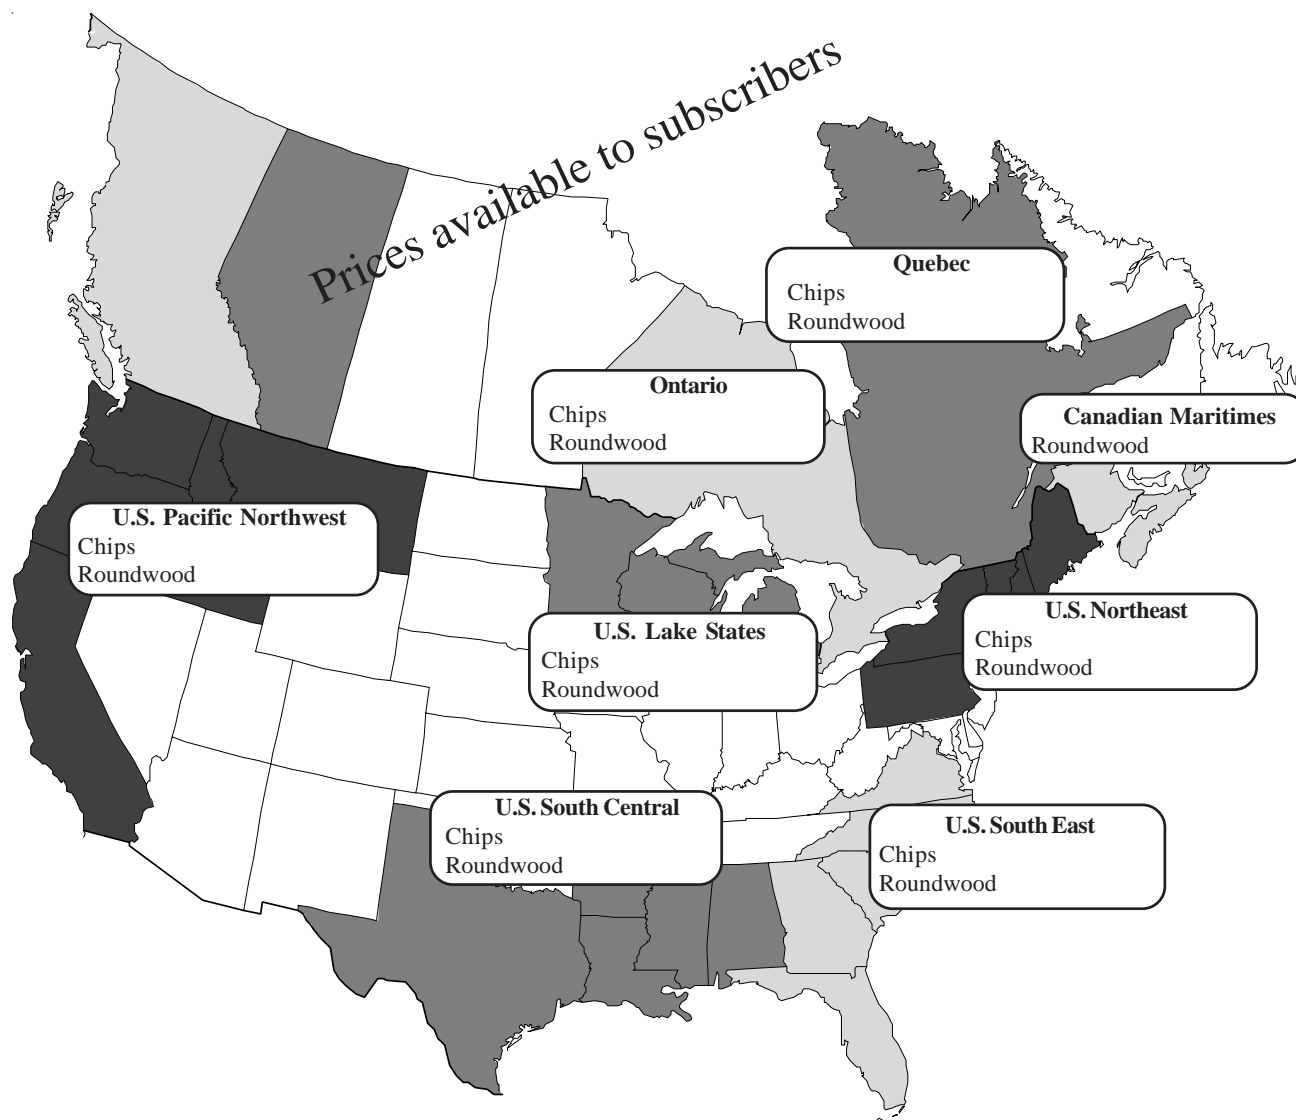 Prices available to subscribers
Quebec
Chips
Roundwood
Ontario
Chips
Roundwood
Canadian Maritimes
Roundwood
U.S. Pacific Northwest
Chips
Roundwood
U.S. Lake States
Chips
Roundwood
U.S. Northeast
Chips
Roundwood
U.S. South Central
Chips
Roundwood
U.S. South East
Chips
Roundwood